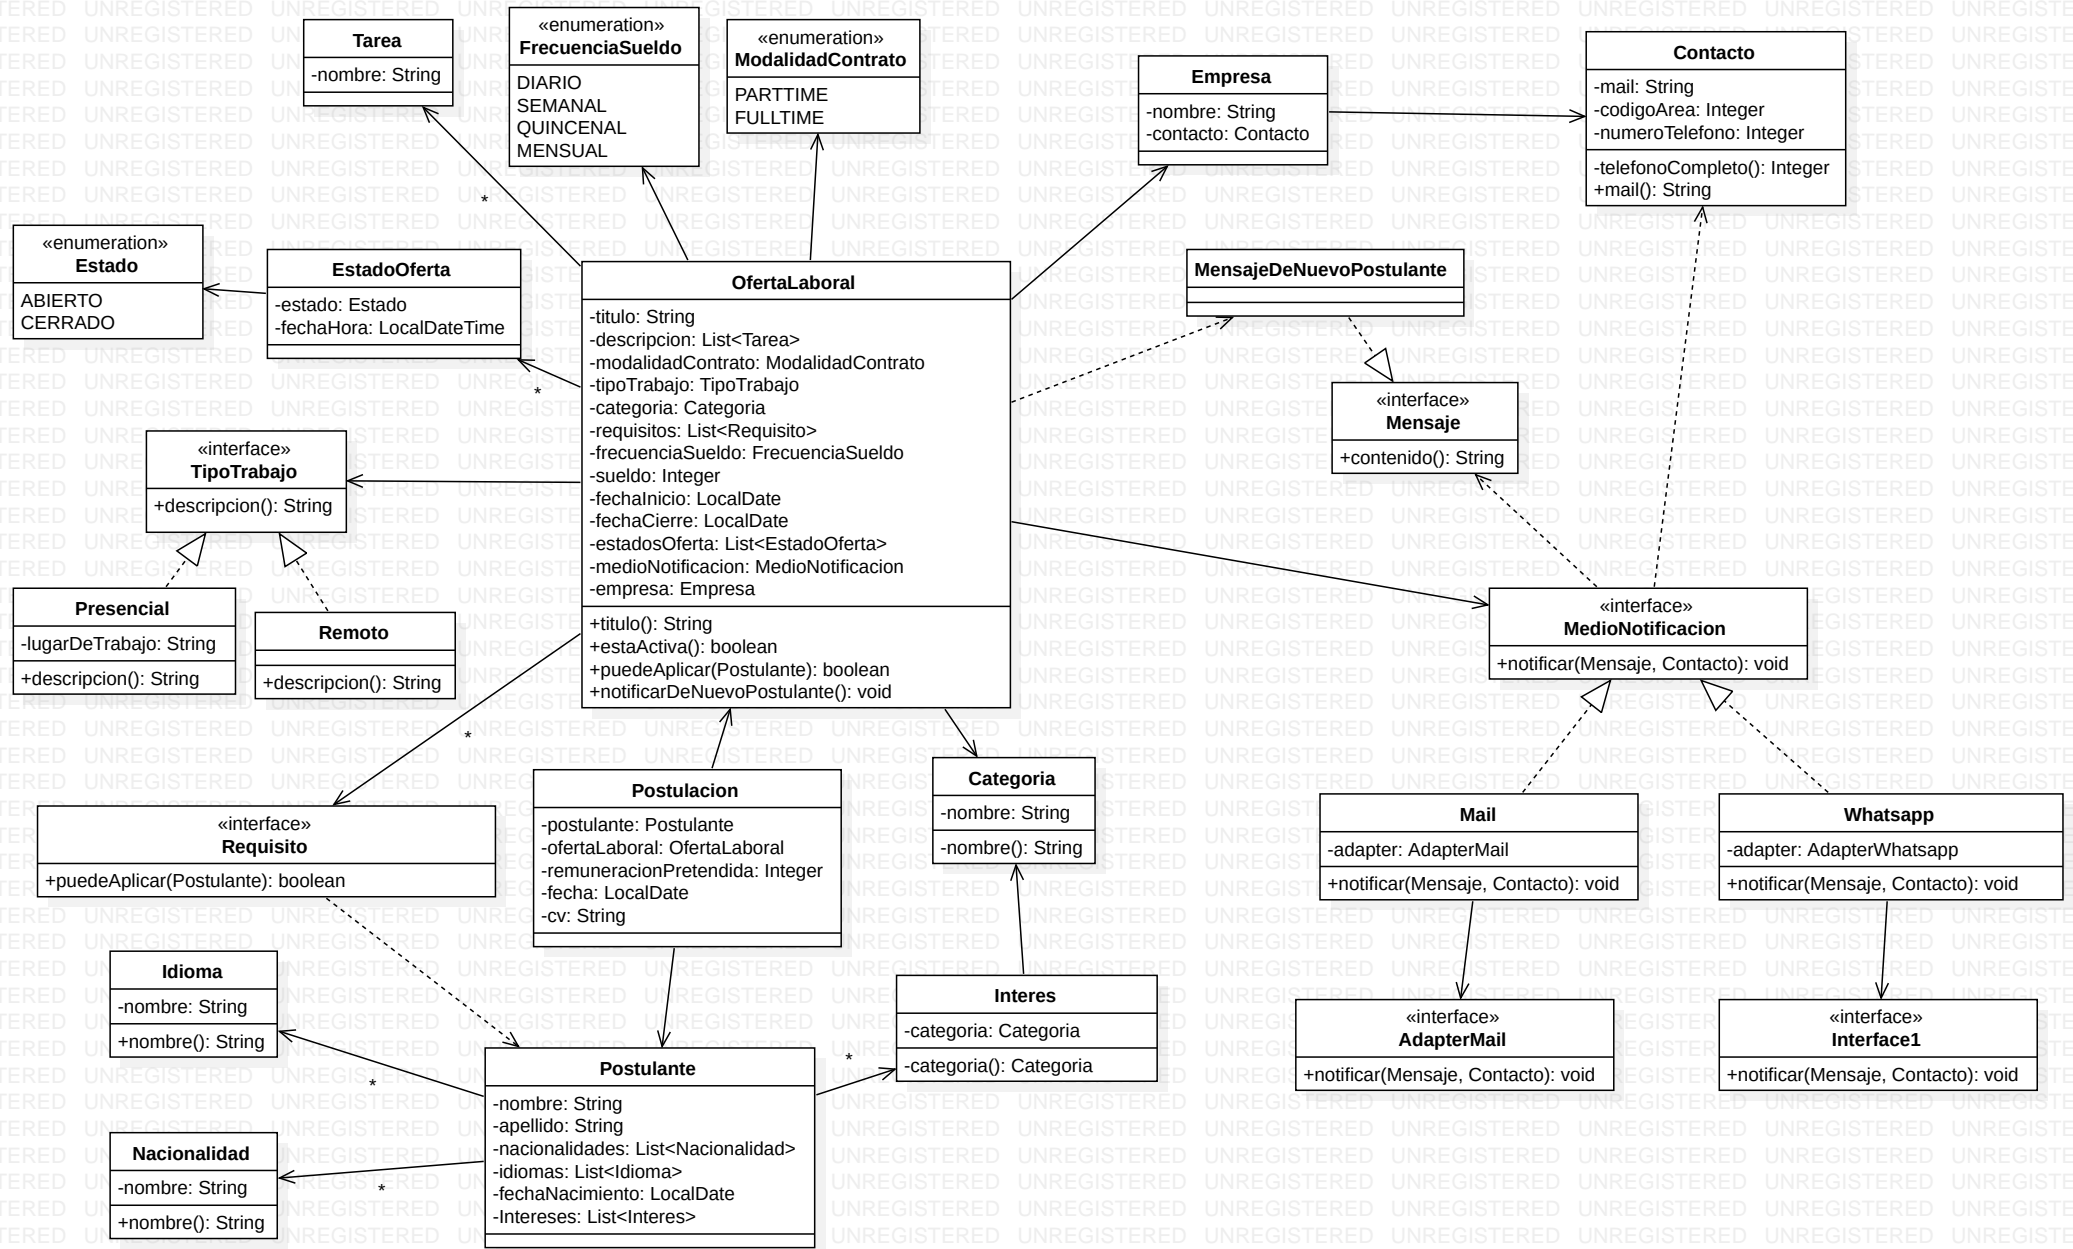 Tarea
-nombre: String
«enumeration»
FrecuenciaSueldo
DIARIO
SEMANAL
QUINCENAL
MENSUAL
«enumeration»
ModalidadContrato
PARTTIME
FULLTIME
Empresa
-nombre: String
-contacto: Contacto
Contacto
-mail: String
-codigoArea: Integer
-numeroTelefono: Integer
-telefonoCompleto(): Integer
+mail(): String
*
«enumeration»
Estado
ABIERTO
CERRADO
EstadoOferta
-estado: Estado
-fechaHora: LocalDateTime
*
OfertaLaboral
-titulo: String
-descripcion: List<Tarea>
-modalidadContrato: ModalidadContrato
-tipoTrabajo: TipoTrabajo
-categoria: Categoria
-requisitos: List<Requisito>
-frecuenciaSueldo: FrecuenciaSueldo
-sueldo: Integer
-fechaInicio: LocalDate
-fechaCierre: LocalDate
-estadosOferta: List<EstadoOferta>
-medioNotificacion: MedioNotificacion
-empresa: Empresa
+titulo(): String
+estaActiva(): boolean
+puedeAplicar(Postulante): boolean
+notificarDeNuevoPostulante(): void
MensajeDeNuevoPostulante
«interface»
Mensaje
+contenido(): String
«interface»
TipoTrabajo
+descripcion(): String
Presencial
-lugarDeTrabajo: String
+descripcion(): String
Remoto
+descripcion(): String
«interface»
MedioNotificacion
+notificar(Mensaje, Contacto): void
*
«interface»
Requisito
+puedeAplicar(Postulante): boolean
Postulacion
-postulante: Postulante
-ofertaLaboral: OfertaLaboral
-remuneracionPretendida: Integer
-fecha: LocalDate
-cv: String
Categoria
-nombre: String
-nombre(): String
Mail
-adapter: AdapterMail
+notificar(Mensaje, Contacto): void
Whatsapp
-adapter: AdapterWhatsapp
+notificar(Mensaje, Contacto): void
Idioma
-nombre: String
+nombre(): String
*
Interes
-categoria: Categoria
-categoria(): Categoria
*
«interface»
AdapterMail
+notificar(Mensaje, Contacto): void
«interface»
Interface1
+notificar(Mensaje, Contacto): void
Postulante
-nombre: String
-apellido: String
-nacionalidades: List<Nacionalidad>
-idiomas: List<Idioma>
-fechaNacimiento: LocalDate
-Intereses: List<Interes>
Nacionalidad
-nombre: String
+nombre(): String
*
UNREGISTERED